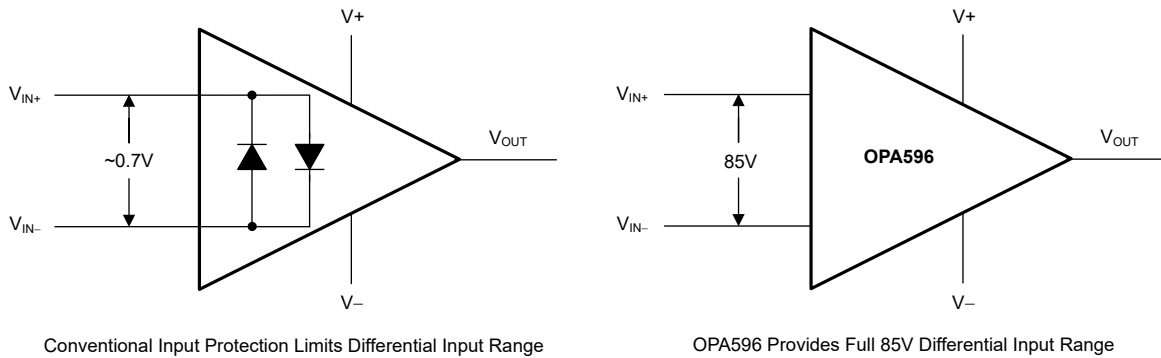 V+
V_IN+
~0.7V
V_IN–
V_OUT
V–
Conventional Input Protection Limits Differential Input Range
V+
V_IN+
85V
OPA596
V_IN–
V_OUT
V–
OPA596 Provides Full 85V Differential Input Range